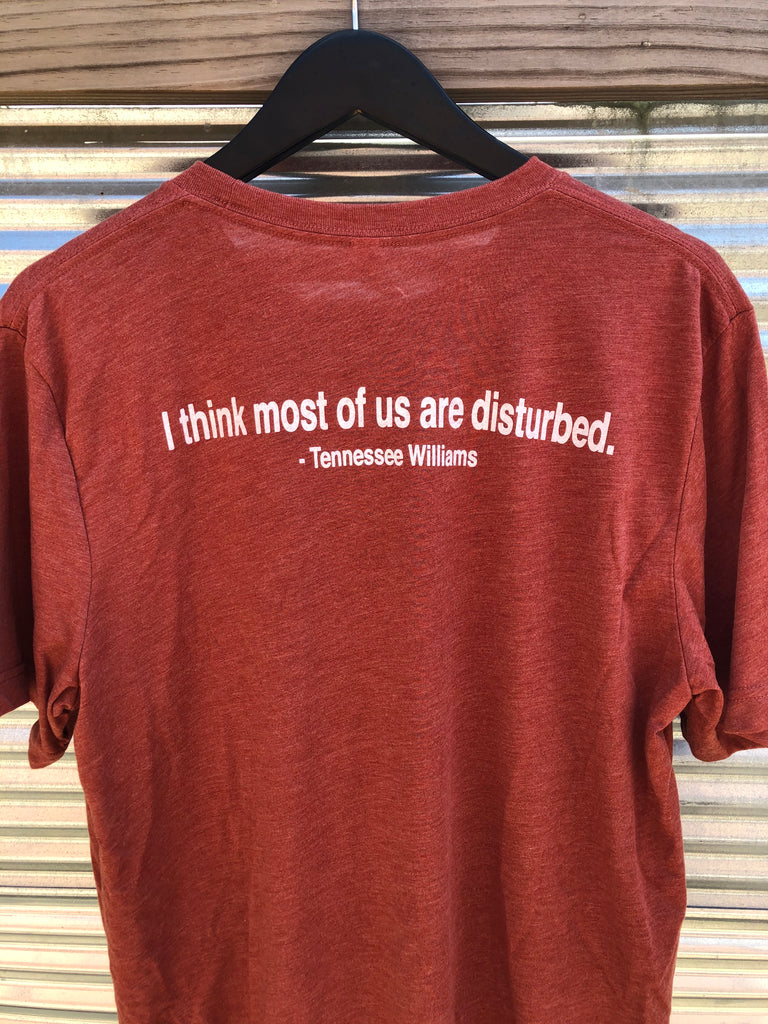 I think most of us are disturbed.
- Tennessee Williams